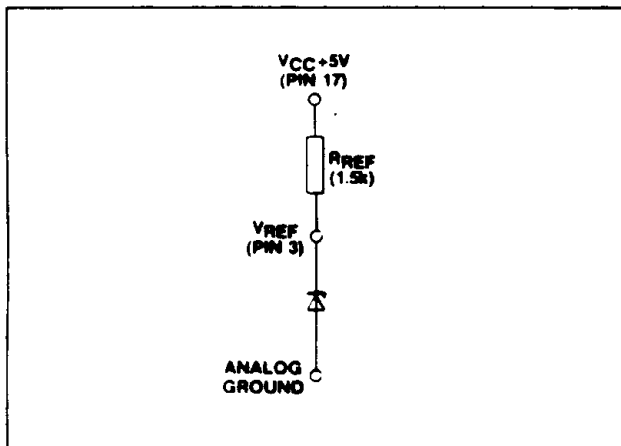 VCC+5V
(PIN 17)
RREF
(1.5k)
VREF
(PIN 3)
ANALOG
GROUND